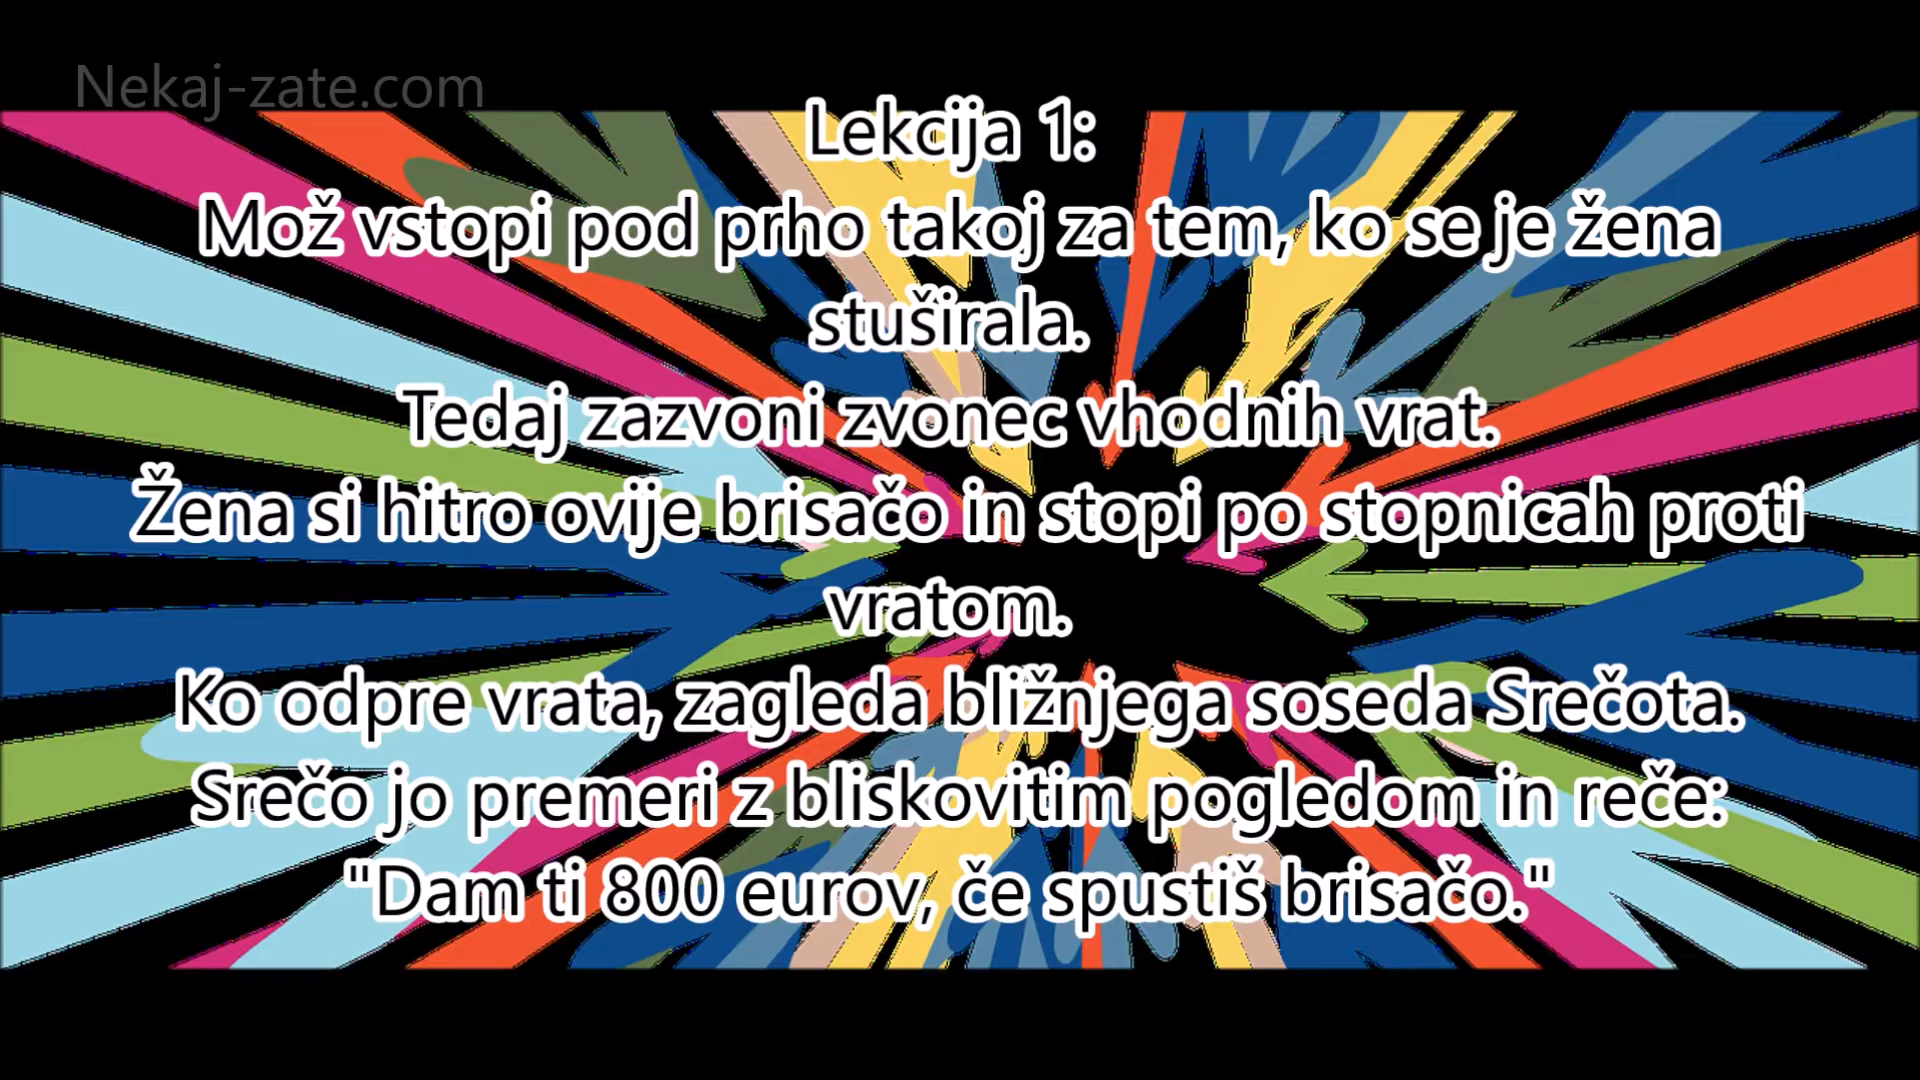 Nekaj-zate.com
Lekcija 1:
Mož vstopi pod prho takoj za tem, ko se je žena
stuširala.
Tedaj zazvoni zvonec vhodnih vrat.
Žena si hitro ovije brisačo in stopi po stopnicah proti
vratom.
Ko odpre vrata, zagleda bližnjega soseda Srečota.
Srečo jo premeri z bliskovitim pogledom in reče:
"Dam ti 800 eurov, če spustiš brisačo."